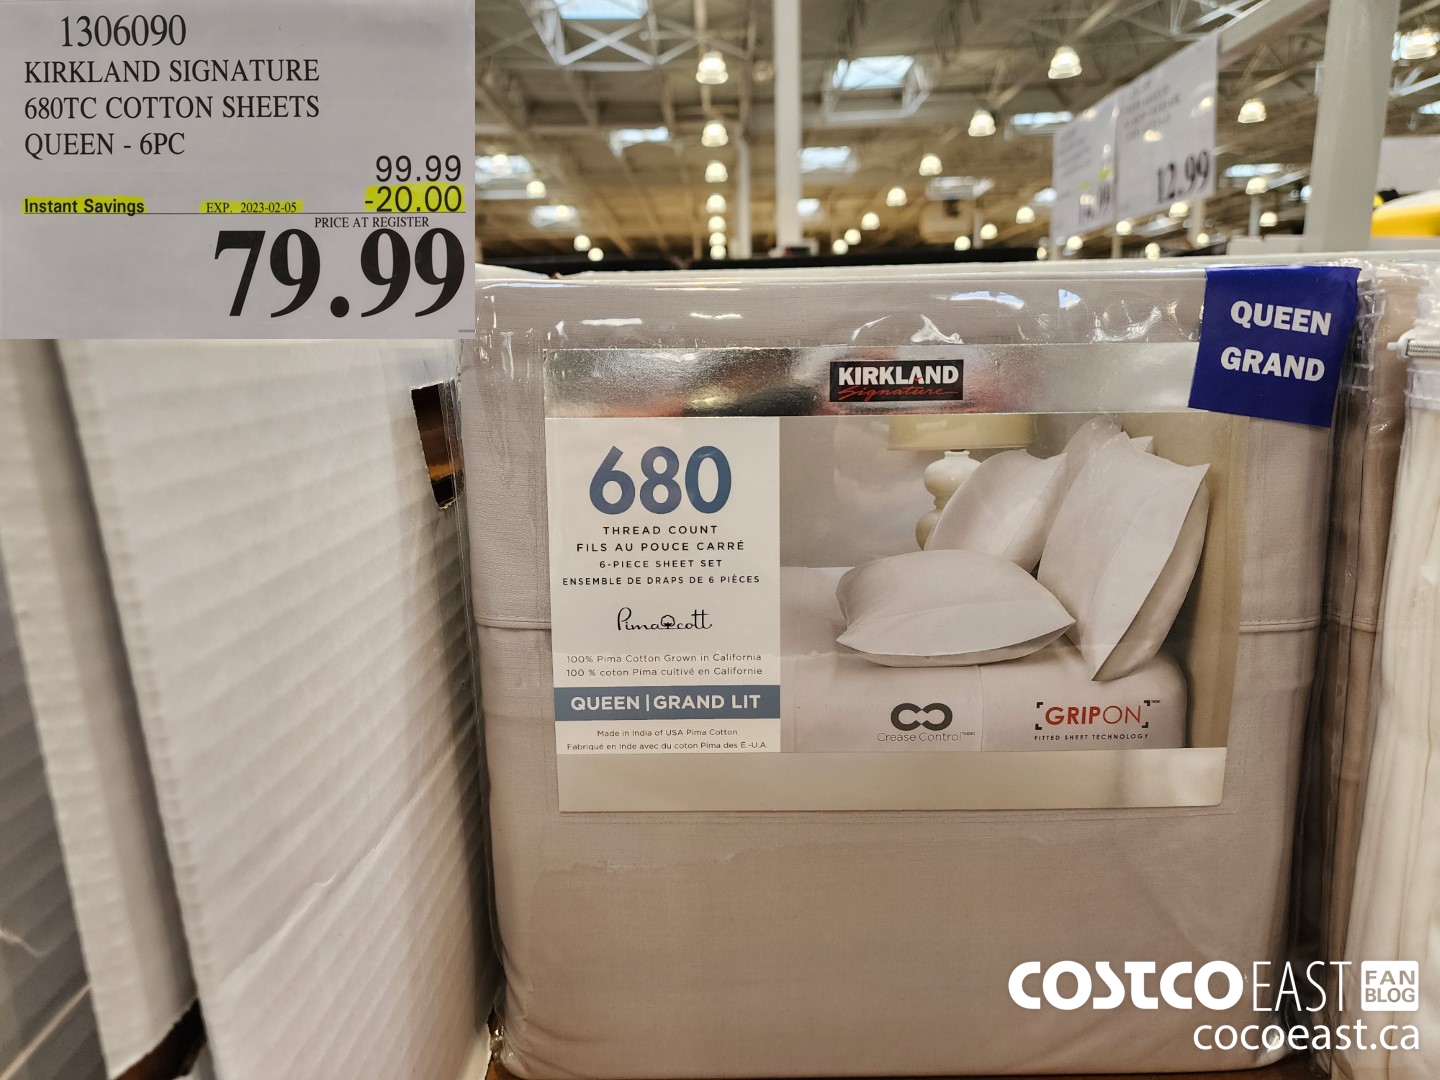 1306090
KIRKLAND SIGNATURE
680TC COTTON SHEETS
QUEEN - 6PC
99.99
Instant Savings EXP. 2023-02-05 -20.00
PRICE AT REGISTER
79.99
12.99
QUEEN
GRAND
KIRKLAND
Signature
680
THREAD COUNT
FILS AU POUCE CARRÉ
6-PIECE SHEET SET
ENSEMBLE DE DRAPS DE 6 PIÈCES
Pimacott
100% Pima Cotton Grown in California
100 % coton Pima cultivé en Californie
QUEEN | GRAND LIT
Made in India of USA Pima Cotton
Fabriqué en Inde avec du coton Pima des É.-U.A.
Crease Control
GRIPON
FITTED SHEET TECHNOLOGY
COSTCO EAST FAN BLOG
cocoeast.ca